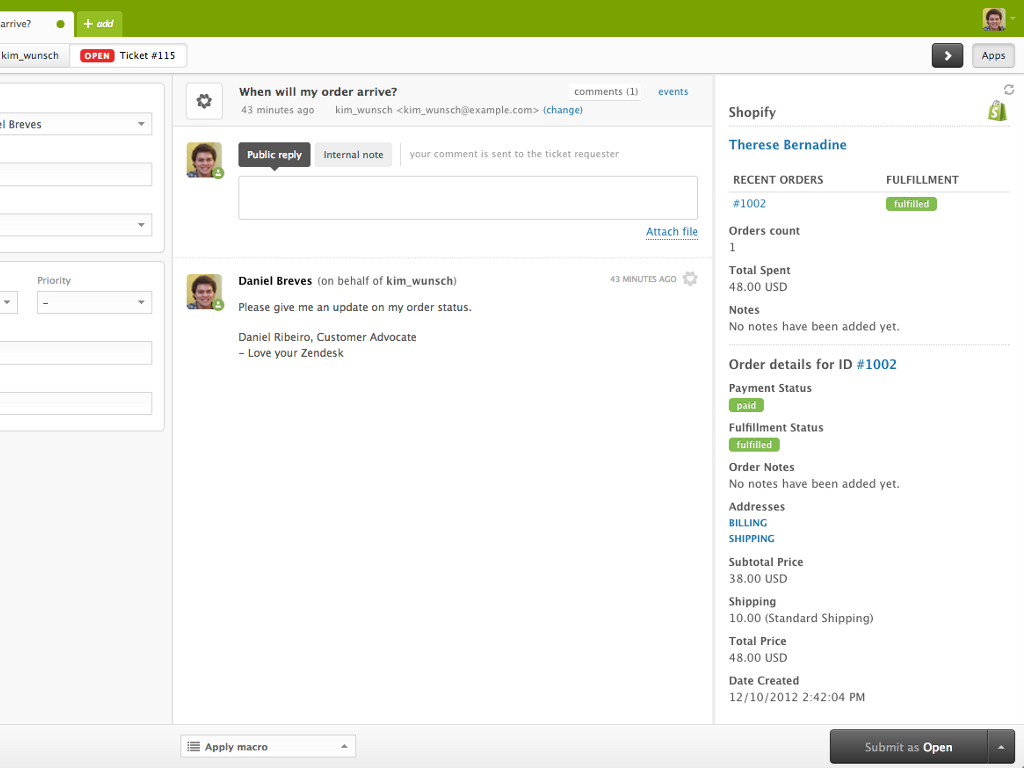 arrive?
+ add
kim_wunsch
OPEN Ticket #115
Apps
el Breves
Priority
–
When will my order arrive?
comments (1)
events
43 minutes ago
kim_wunsch <kim_wunsch@example.com> (change)
Public reply
Internal note
your comment is sent to the ticket requester
Attach file
Daniel Breves (on behalf of kim_wunsch)
43 MINUTES AGO
Please give me an update on my order status.
Daniel Ribeiro, Customer Advocate
– Love your Zendesk
Shopify
Therese Bernadine
RECENT ORDERS FULFILLMENT
#1002 fulfilled
Orders count
1
Total Spent
48.00 USD
Notes
No notes have been added yet.
Order details for ID #1002
Payment Status
paid
Fulfillment Status
fulfilled
Order Notes
No notes have been added yet.
Addresses
BILLING
SHIPPING
Subtotal Price
38.00 USD
Shipping
10.00 (Standard Shipping)
Total Price
48.00 USD
Date Created
12/10/2012 2:42:04 PM
Apply macro
Submit as Open